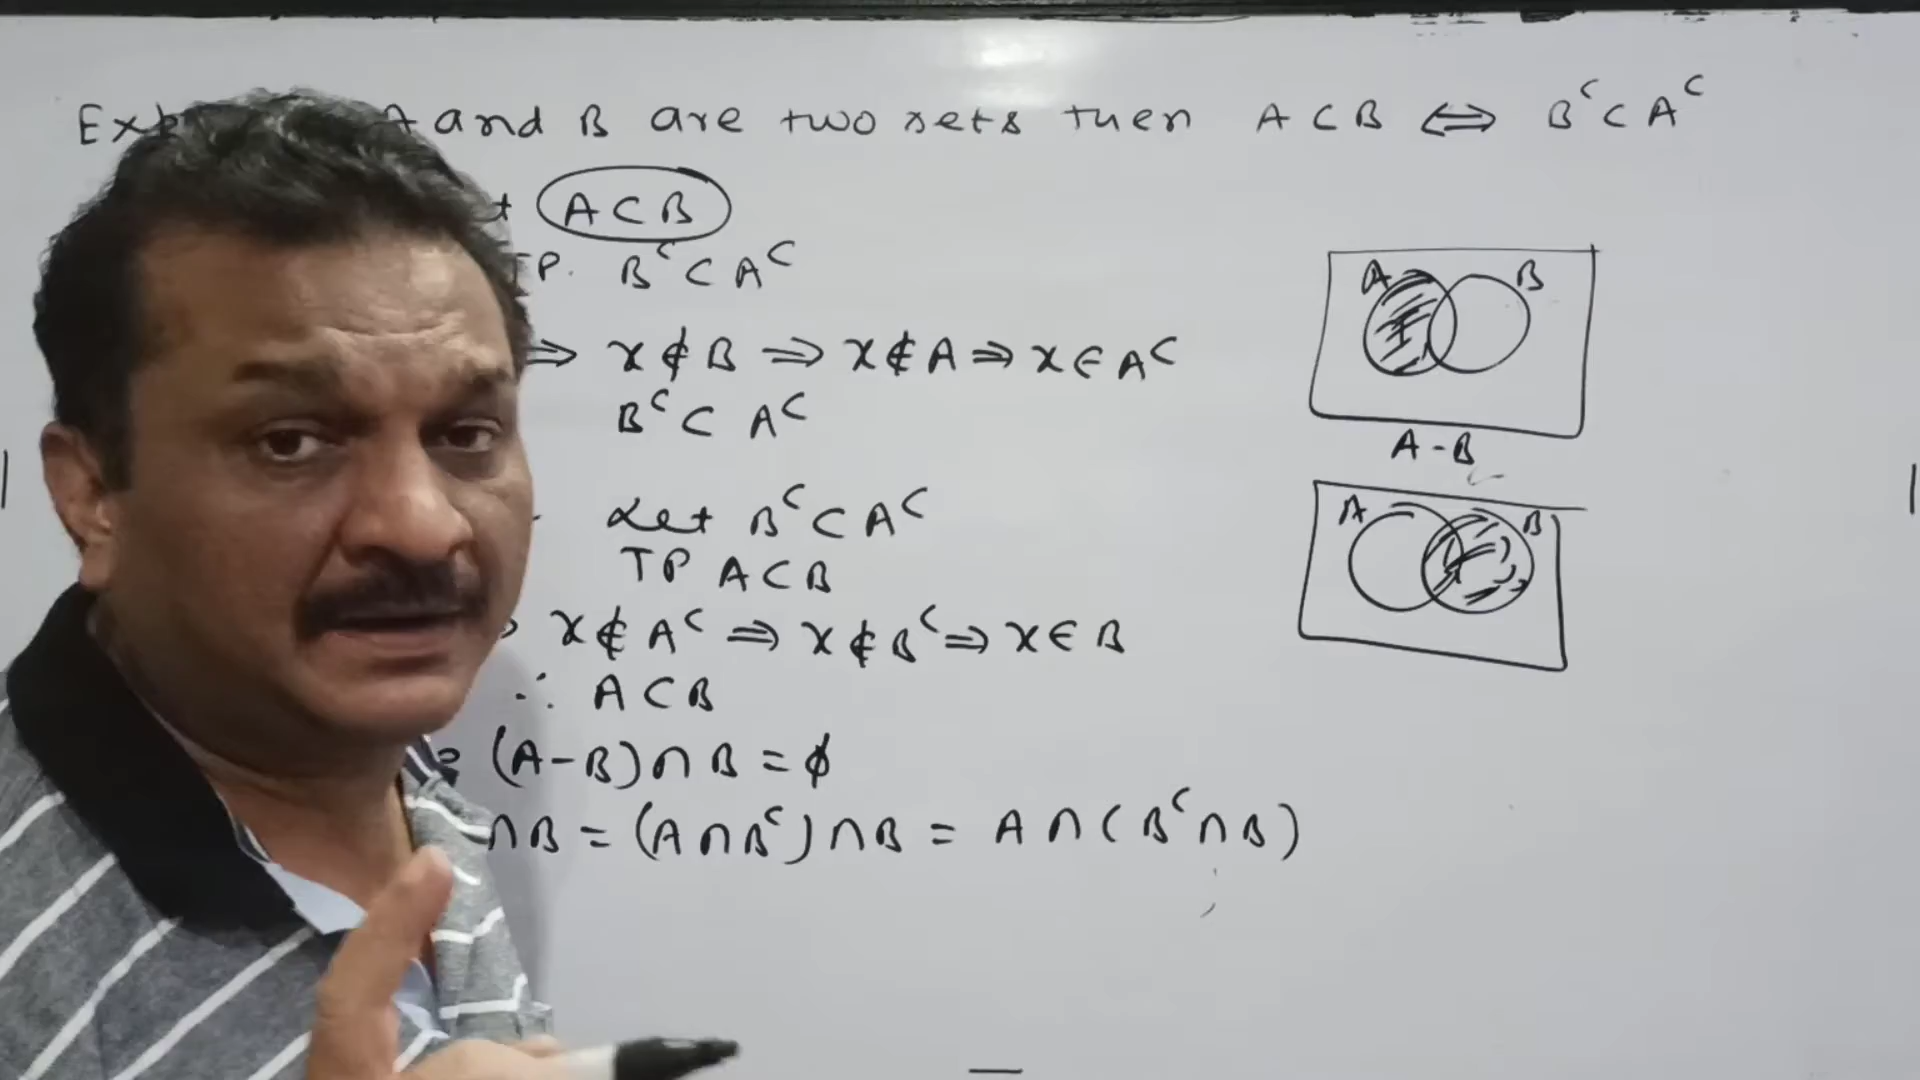 A and B are two sets then A ⊂ B ⇔ Bᶜ ⊂ Aᶜ
A ⊂ B
TP. Bᶜ ⊂ Aᶜ
⇒ x ∉ B ⇒ x ∉ A ⇒ x ∈ Aᶜ
Bᶜ ⊂ Aᶜ
Let Bᶜ ⊂ Aᶜ
TP A ⊂ B
x ∉ Aᶜ ⇒ x ∉ Bᶜ ⇒ x ∈ B
∴ A ⊂ B
(A-B) ∩ B = ϕ
∩ B = (A ∩ Bᶜ) ∩ B = A ∩ (Bᶜ ∩ B)
A B
A - B
A B